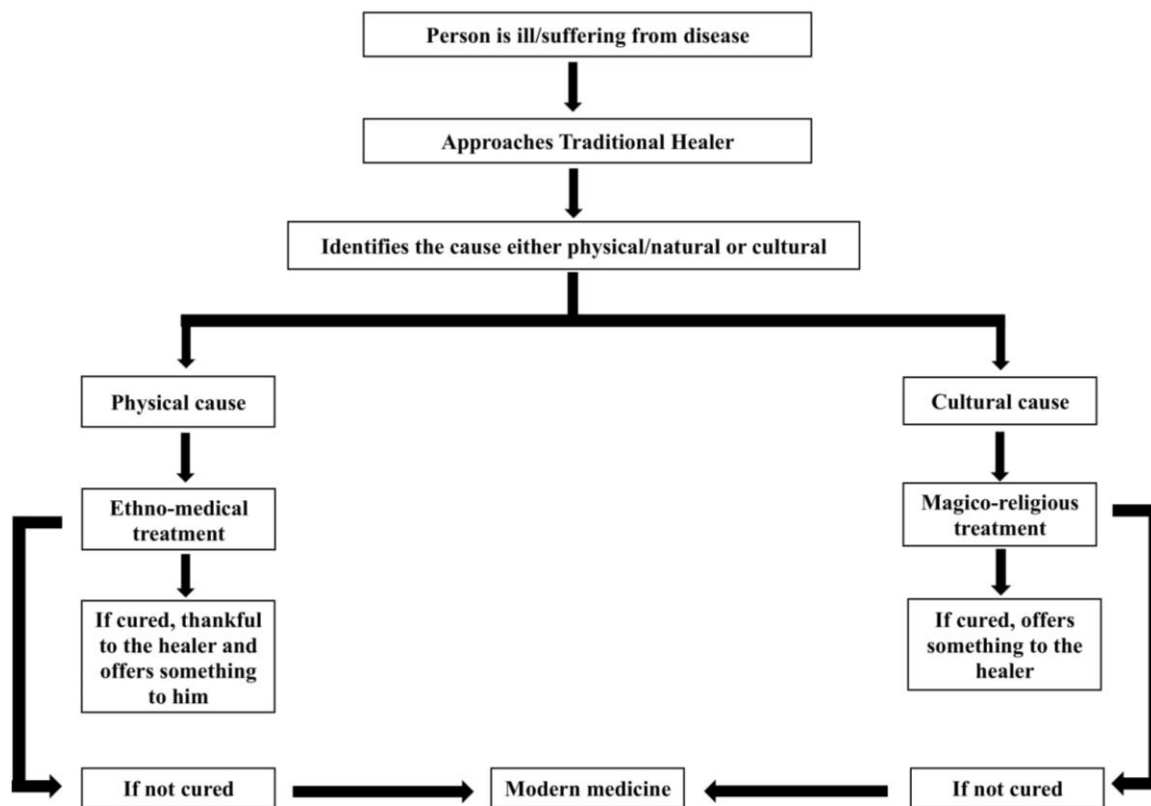 Person is ill/suffering from disease
Approaches Traditional Healer
Identifies the cause either physical/natural or cultural
Physical cause
Cultural cause
Ethno-medical
treatment
Magico-religious
treatment
If cured, thankful
to the healer and
offers something
to him
If cured, offers
something to the
healer
If not cured
Modern medicine
If not cured